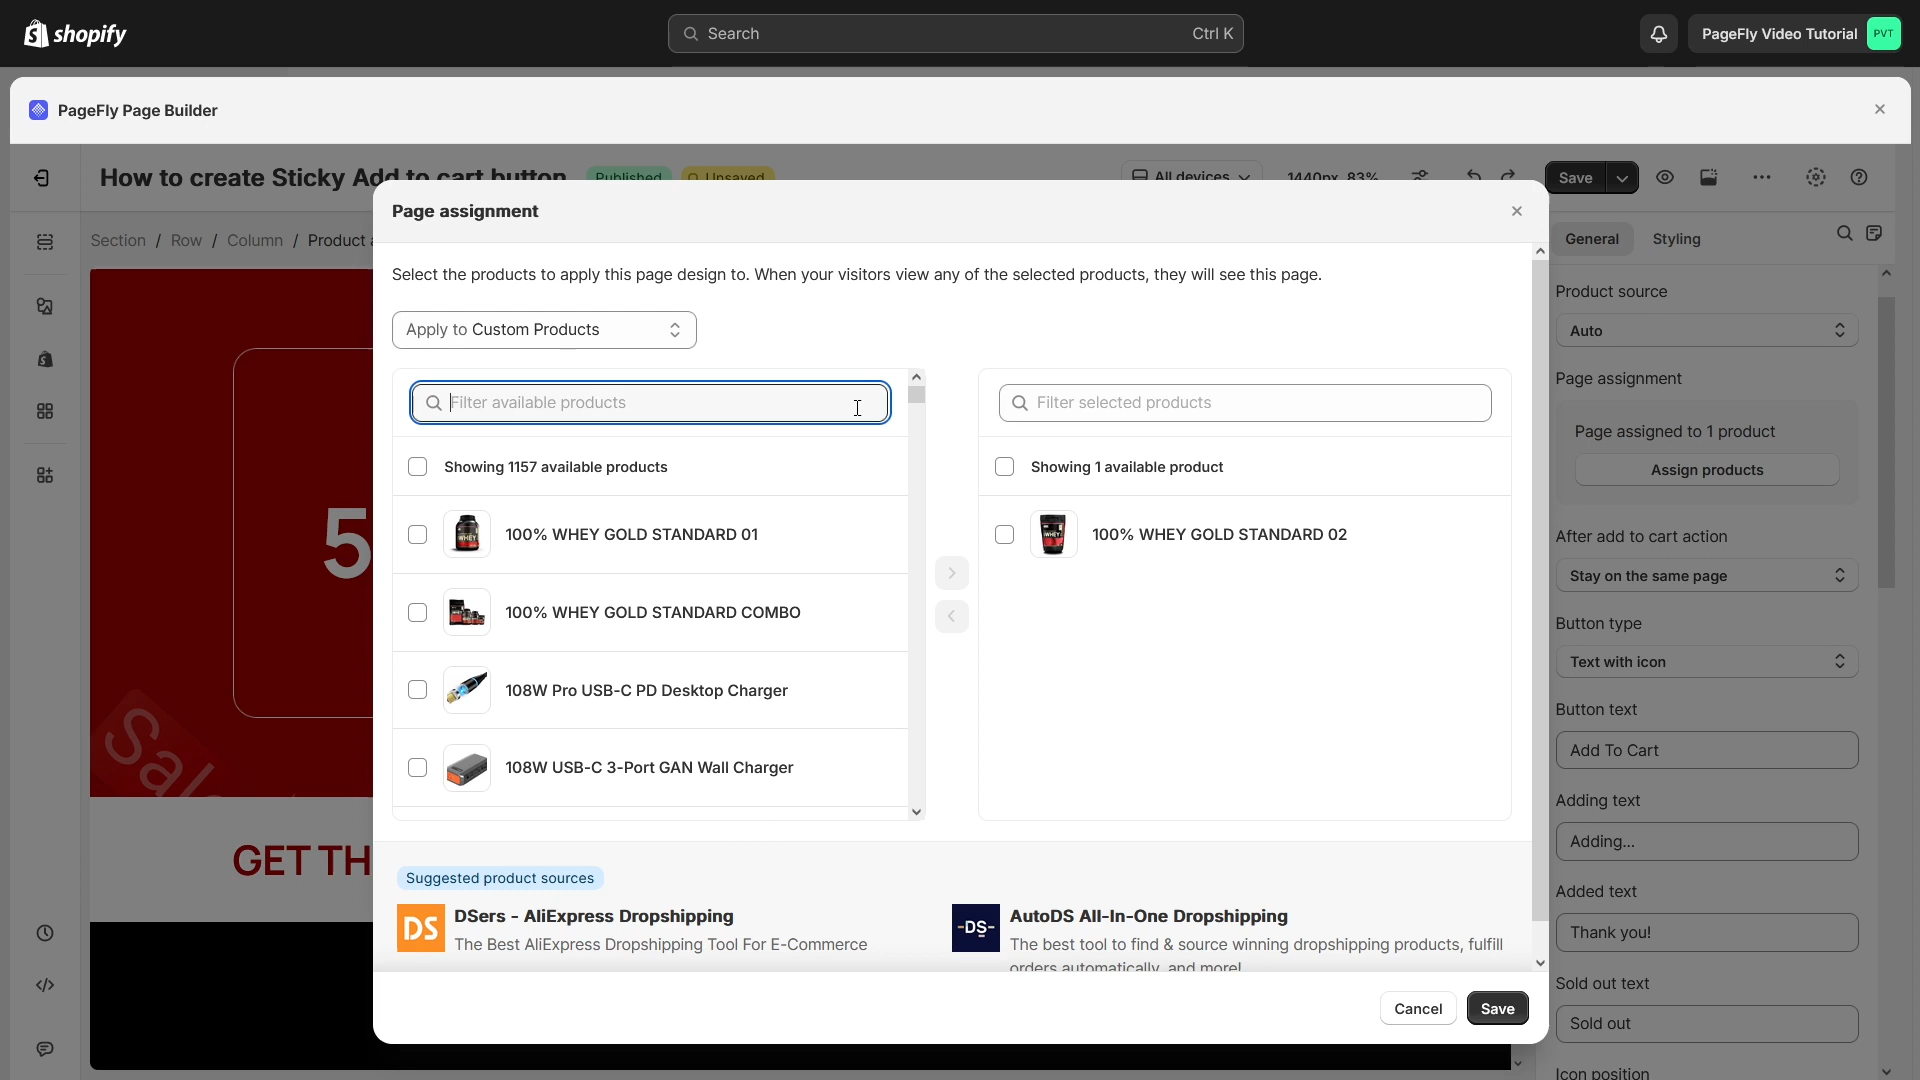 shopify
Search
Ctrl K
PageFly Video Tutorial
PVT
PageFly Page Builder
How to create Sticky Add to cart button
Published
Unsaved
All devices
1440px, 83%
Save
Section / Row / Column / Product a
General
Styling
Page assignment
Select the products to apply this page design to. When your visitors view any of the selected products, they will see this page.
Apply to Custom Products
Filter available products
Showing 1157 available products
100% WHEY GOLD STANDARD 01
100% WHEY GOLD STANDARD COMBO
108W Pro USB-C PD Desktop Charger
108W USB-C 3-Port GAN Wall Charger
Filter selected products
Showing 1 available product
100% WHEY GOLD STANDARD 02
Suggested product sources
DS
DSers - AliExpress Dropshipping
The Best AliExpress Dropshipping Tool For E-Commerce
-DS-
AutoDS All-In-One Dropshipping
The best tool to find & source winning dropshipping products, fulfill
orders automatically, and more!
Cancel
Save
Product source
Auto
Page assignment
Page assigned to 1 product
Assign products
After add to cart action
Stay on the same page
Button type
Text with icon
Button text
Add To Cart
Adding text
Adding...
Added text
Thank you!
Sold out text
Sold out
Icon position
5
Sal
GET TH